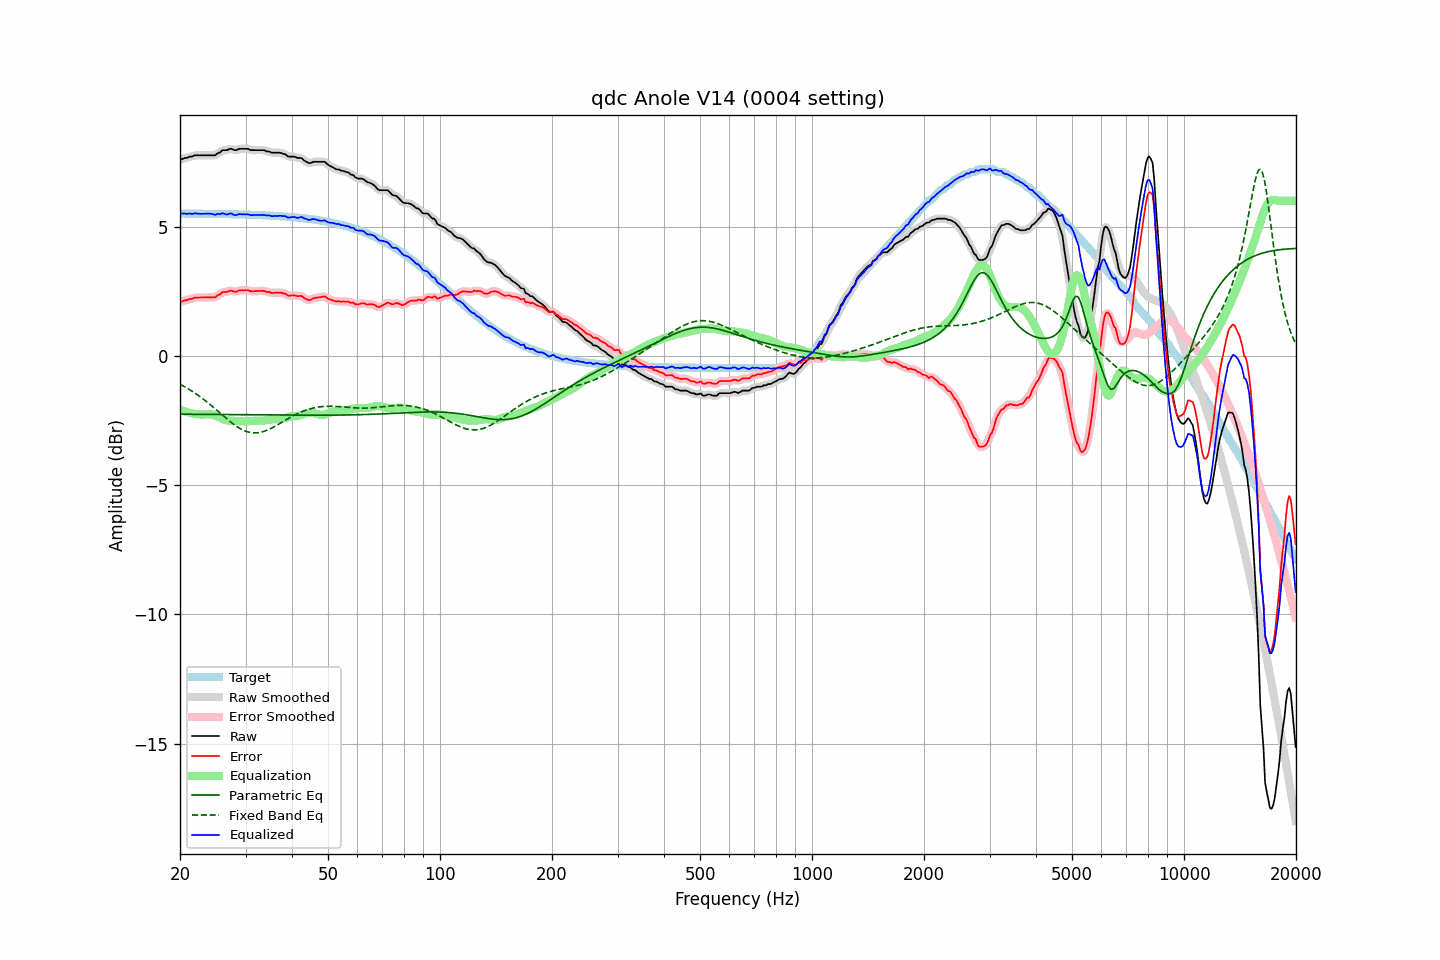 qdc Anole V14 (0004 setting)
Amplitude (dBr)
5
0
−5
−10
−15
Target
Raw Smoothed
Error Smoothed
Raw
Error
Equalization
Parametric Eq
Fixed Band Eq
Equalized
20 50 100 200 500 1000 2000 5000 10000 20000
Frequency (Hz)